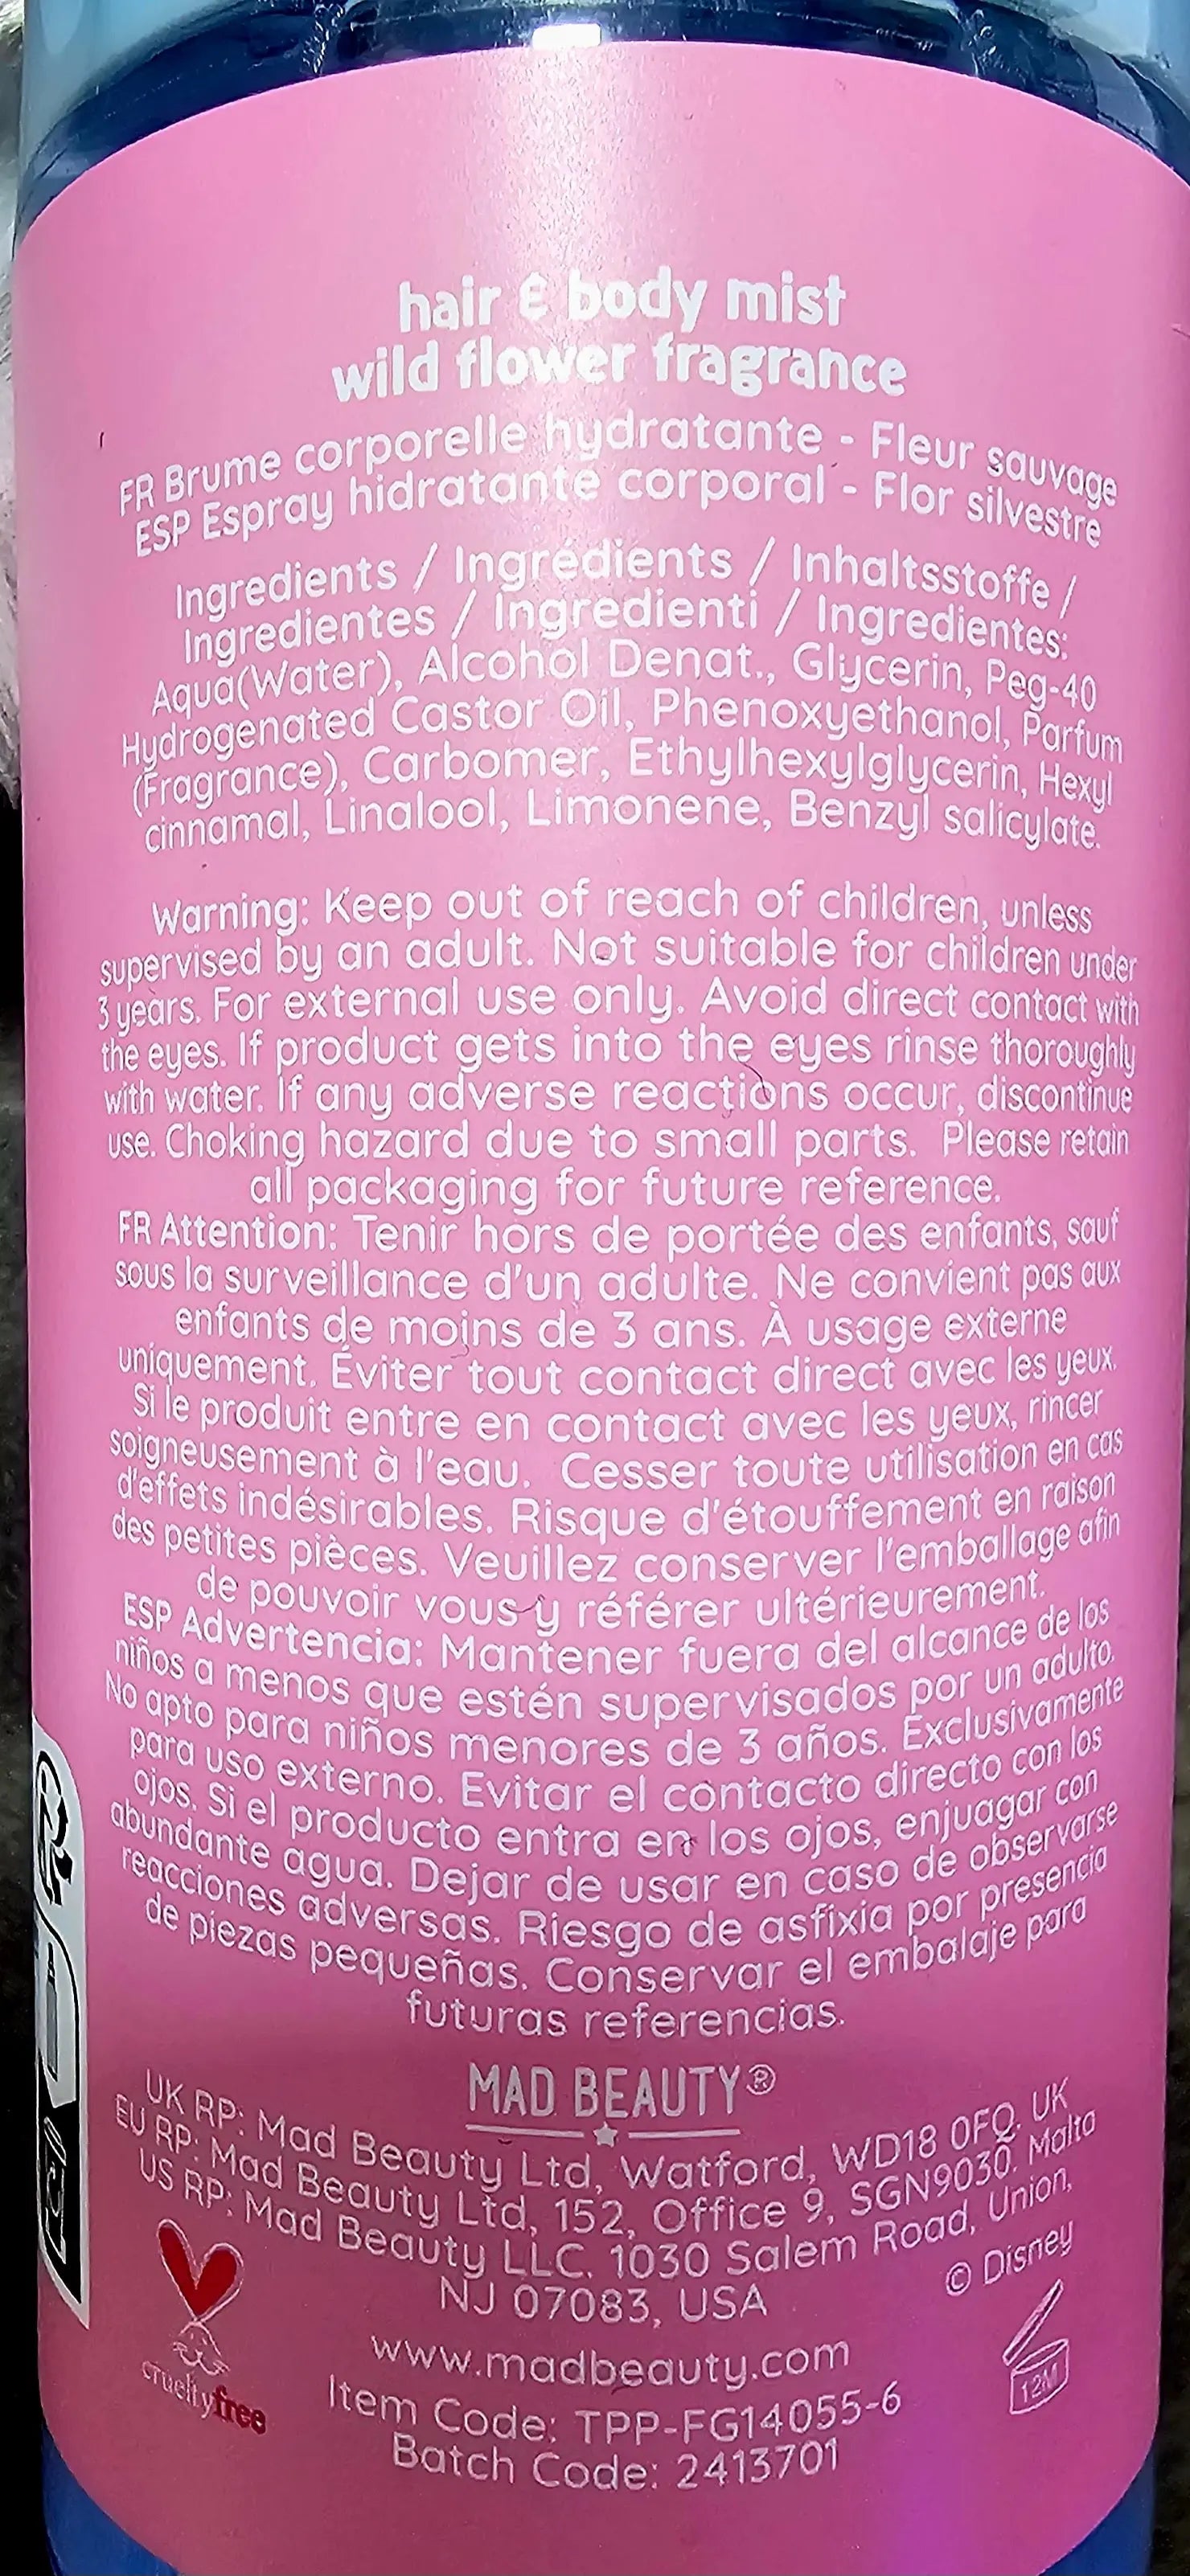 hair & body mist
wild flower fragrance
FR Brume corporelle hydratante - Fleur sauvage
ESP Espray hidratante corporal - Flor silvestre
Ingredients / Ingrédients / Inhaltsstoffe /
Ingredientes / Ingredienti / Ingredientes:
Aqua(Water), Alcohol Denat., Glycerin, Peg-40
Hydrogenated Castor Oil, Phenoxyethanol, Parfum
(Fragrance), Carbomer, Ethylhexylglycerin, Hexyl
cinnamal, Linalool, Limonene, Benzyl salicylate.
Warning: Keep out of reach of children, unless
supervised by an adult. Not suitable for children under
3 years. For external use only. Avoid direct contact with
the eyes. If product gets into the eyes rinse thoroughly
with water. If any adverse reactions occur, discontinue
use. Choking hazard due to small parts. Please retain
all packaging for future reference.
FR Attention: Tenir hors de portée des enfants, sauf
sous la surveillance d'un adulte. Ne convient pas aux
enfants de moins de 3 ans. À usage externe
uniquement. Éviter tout contact direct avec les yeux.
Si le produit entre en contact avec les yeux, rincer
soigneusement à l'eau. Cesser toute utilisation en cas
d'effets indésirables. Risque d'étouffement en raison
des petites pièces. Veuillez conserver l'emballage afin
de pouvoir vous y référer ultérieurement.
ESP Advertencia: Mantener fuera del alcance de los
niños a menos que estén supervisados por un adulto.
No apto para niños menores de 3 años. Exclusivamente
para uso externo. Evitar el contacto directo con los
ojos. Si el producto entra en los ojos, enjuagar con
abundante agua. Dejar de usar en caso de observarse
reacciones adversas. Riesgo de asfixia por presencia
de piezas pequeñas. Conservar el embalaje para
futuras referencias.
MAD BEAUTY®
UK RP: Mad Beauty Ltd, Watford, WD18 0FQ. UK
EU RP: Mad Beauty Ltd, 152, Office 9, SGN9030. Malta
US RP: Mad Beauty LLC. 1030 Salem Road, Union,
NJ 07083, USA
© Disney
www.madbeauty.com
crueltyfree
12M
Item Code: TPP-FG14055-6
Batch Code: 2413701